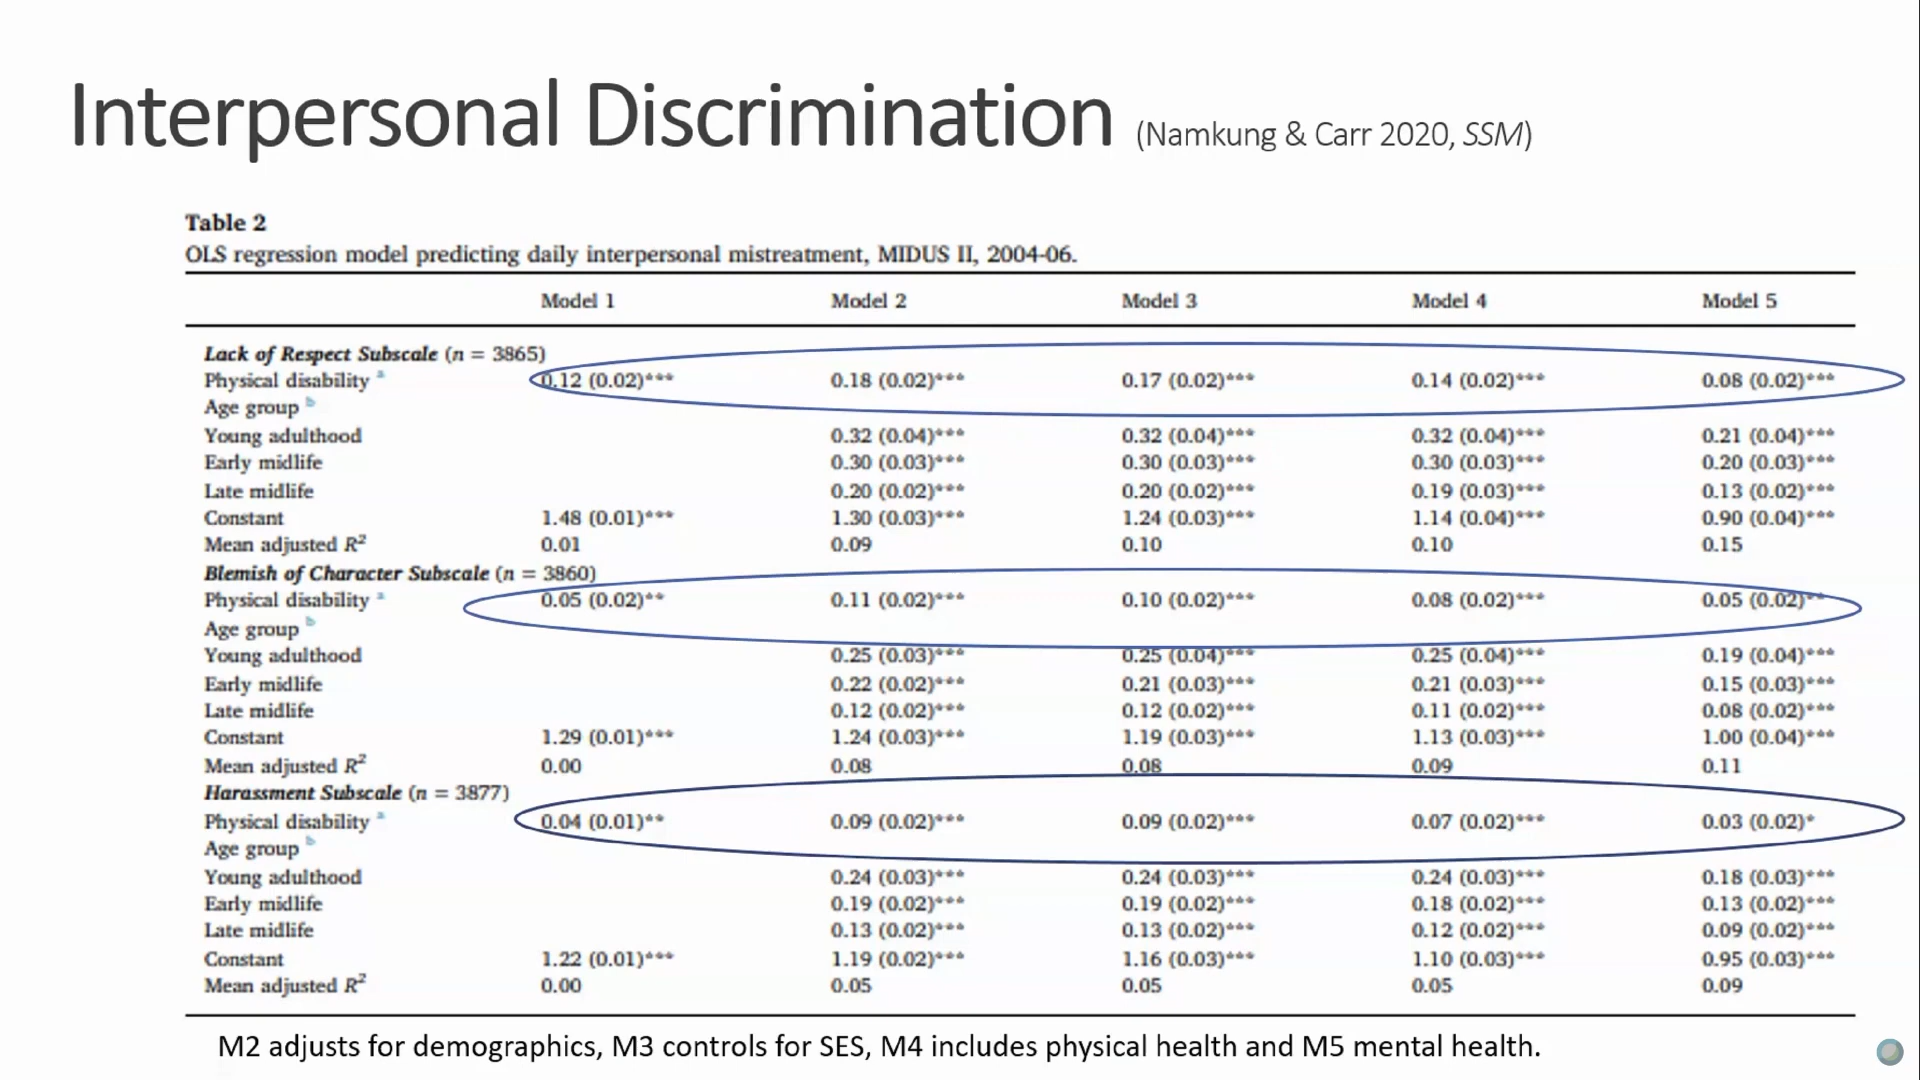 Interpersonal Discrimination (Namkung & Carr 2020, SSM)
Table 2
OLS regression model predicting daily interpersonal mistreatment, MIDUS II, 2004-06.
Model 1 Model 2 Model 3 Model 4 Model 5
Lack of Respect Subscale (n = 3865)
Physical disability a 0.12 (0.02)*** 0.18 (0.02)*** 0.17 (0.02)*** 0.14 (0.02)*** 0.08 (0.02)***
Age group b
Young adulthood 0.32 (0.04)*** 0.32 (0.04)*** 0.32 (0.04)*** 0.21 (0.04)***
Early midlife 0.30 (0.03)*** 0.30 (0.03)*** 0.30 (0.03)*** 0.20 (0.03)***
Late midlife 0.20 (0.02)*** 0.20 (0.02)*** 0.19 (0.03)*** 0.13 (0.02)***
Constant 1.48 (0.01)*** 1.30 (0.03)*** 1.24 (0.03)*** 1.14 (0.04)*** 0.90 (0.04)***
Mean adjusted R² 0.01 0.09 0.10 0.10 0.15
Blemish of Character Subscale (n = 3860)
Physical disability a 0.05 (0.02)** 0.11 (0.02)*** 0.10 (0.02)*** 0.08 (0.02)*** 0.05 (0.02)**
Age group b
Young adulthood 0.25 (0.03)*** 0.25 (0.04)*** 0.25 (0.04)*** 0.19 (0.04)***
Early midlife 0.22 (0.02)*** 0.21 (0.03)*** 0.21 (0.03)*** 0.15 (0.03)***
Late midlife 0.12 (0.02)*** 0.12 (0.02)*** 0.11 (0.02)*** 0.08 (0.02)***
Constant 1.29 (0.01)*** 1.24 (0.03)*** 1.19 (0.03)*** 1.13 (0.03)*** 1.00 (0.04)***
Mean adjusted R² 0.00 0.08 0.08 0.09 0.11
Harassment Subscale (n = 3877)
Physical disability a 0.04 (0.01)** 0.09 (0.02)*** 0.09 (0.02)*** 0.07 (0.02)*** 0.03 (0.02)*
Age group b
Young adulthood 0.24 (0.03)*** 0.24 (0.03)*** 0.24 (0.03)*** 0.18 (0.03)***
Early midlife 0.19 (0.02)*** 0.19 (0.02)*** 0.18 (0.02)*** 0.13 (0.02)***
Late midlife 0.13 (0.02)*** 0.13 (0.02)*** 0.12 (0.02)*** 0.09 (0.02)***
Constant 1.22 (0.01)*** 1.19 (0.02)*** 1.16 (0.03)*** 1.10 (0.03)*** 0.95 (0.03)***
Mean adjusted R² 0.00 0.05 0.05 0.05 0.09
M2 adjusts for demographics, M3 controls for SES, M4 includes physical health and M5 mental health.